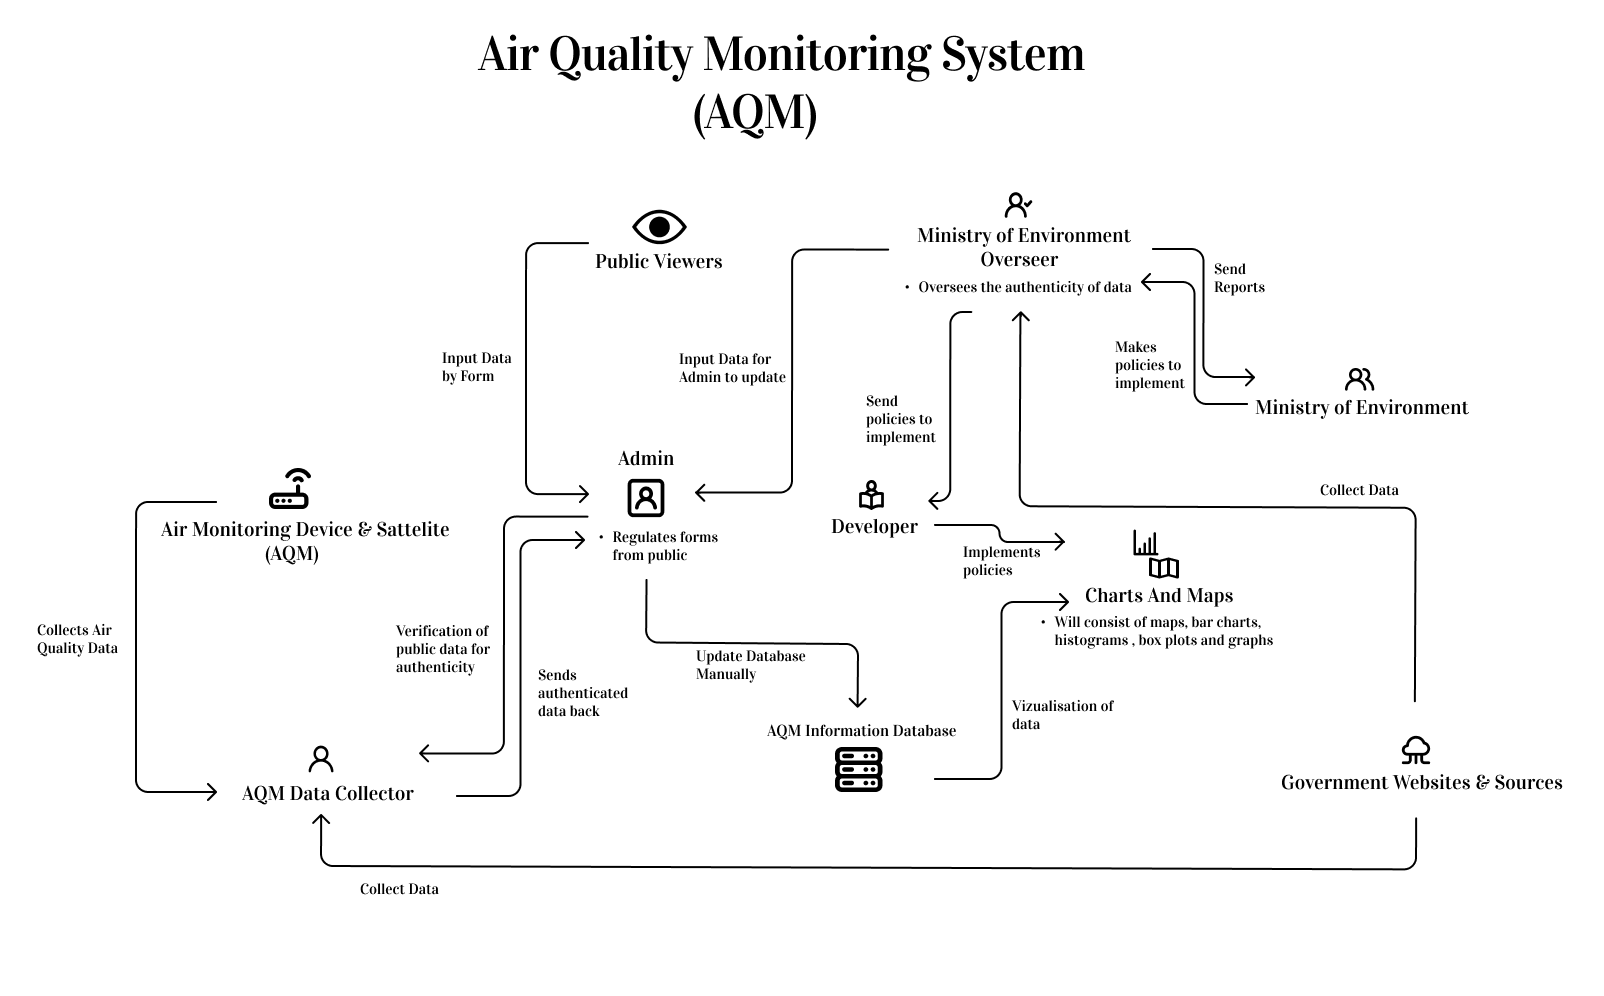 Air Quality Monitoring System
(AQM)
Public Viewers
Ministry of Environment
Overseer
• Oversees the authenticity of data
Send
Reports
Input Data
by Form
Input Data for
Admin to update
Makes
policies to
implement
Send
policies to
implement
Ministry of Environment
Admin
• Regulates forms
from public
Air Monitoring Device & Sattelite
(AQM)
Developer
Collect Data
Implements
policies
Charts And Maps
• Will consist of maps, bar charts,
histograms , box plots and graphs
Collects Air
Quality Data
Verification of
public data for
authenticity
Sends
authenticated
data back
Update Database
Manually
Vizualisation of
data
AQM Information Database
AQM Data Collector
Government Websites & Sources
Collect Data